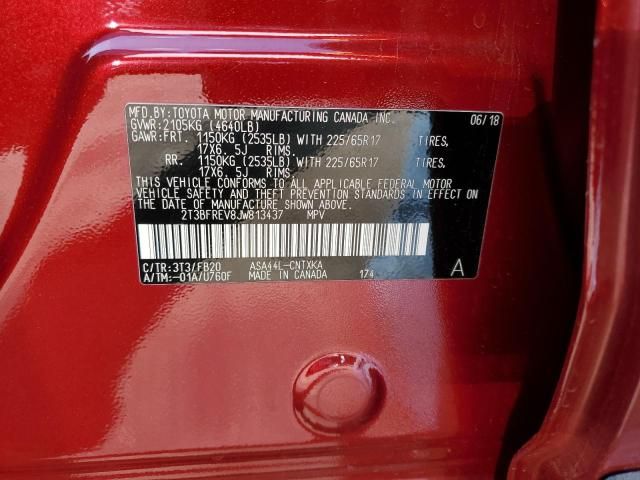 MFD.BY:TOYOTA MOTOR MANUFACTURING CANADA INC. 06/18
GVWR:2105KG (4640LB)
GAWR:FRT. 1150KG (2535LB) WITH 225/65R17 TIRES,
17X6.5J RIMS.
RR. 1150KG (2535LB) WITH 225/65R17 TIRES,
17X6.5J RIMS.
THIS VEHICLE CONFORMS TO ALL APPLICABLE FEDERAL MOTOR
VEHICLE SAFETY STANDARDS IN EFFECT ON
THE DATE OF MANUFACTURE SHOWN ABOVE.
2T3BFREV8JW813437 MPV
C/TR:3T3/FB20 ASA44L-CNTXKA
A/TM:-01A/U760F MADE IN CANADA 174 A